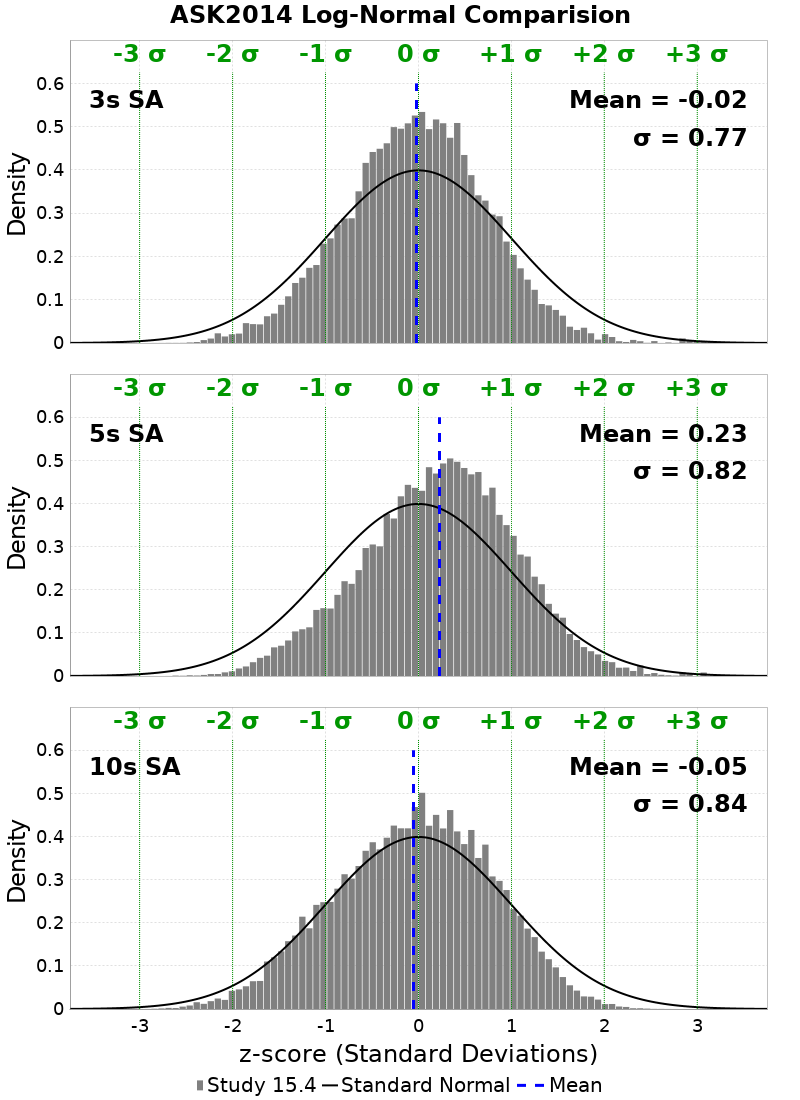 ASK2014 Log-Normal Comparision
-3 σ -2 σ -1 σ 0 σ +1 σ +2 σ +3 σ
0.6
3s SA Mean = -0.02
0.5
σ = 0.77
0.4
0.3
0.2
0.1
0
Density
-3 σ -2 σ -1 σ 0 σ +1 σ +2 σ +3 σ
0.6
5s SA Mean = 0.23
0.5
σ = 0.82
0.4
0.3
0.2
0.1
0
Density
-3 σ -2 σ -1 σ 0 σ +1 σ +2 σ +3 σ
0.6
10s SA Mean = -0.05
0.5
σ = 0.84
0.4
0.3
0.2
0.1
0
Density
-3 -2 -1 0 1 2 3
z-score (Standard Deviations)
Study 15.4 Standard Normal Mean